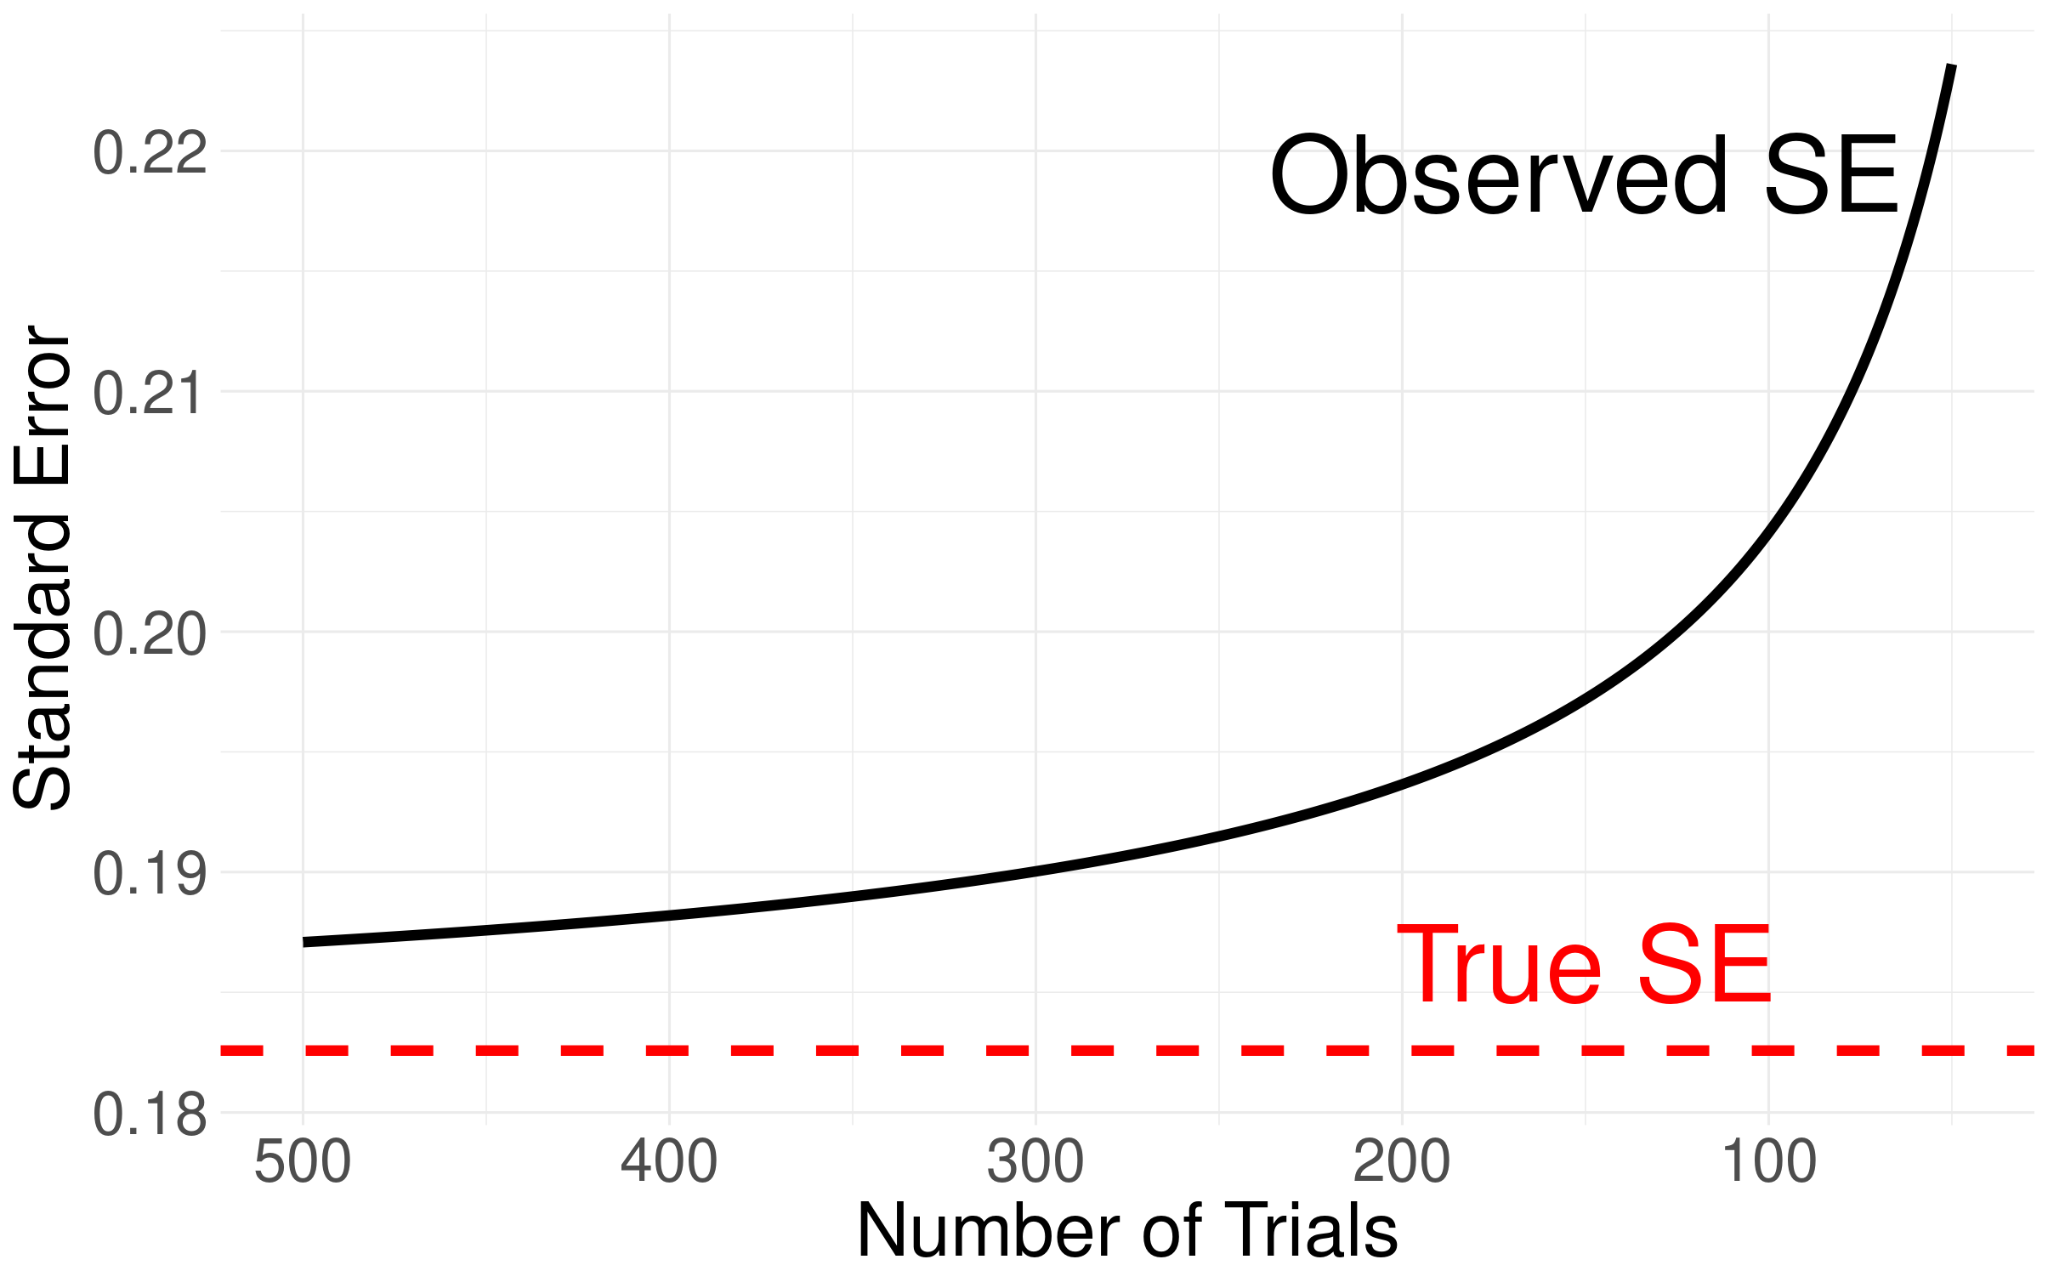 0.22
Observed SE
0.21
0.20
0.19
True SE
0.18
Standard Error
500 400 300 200 100
Number of Trials